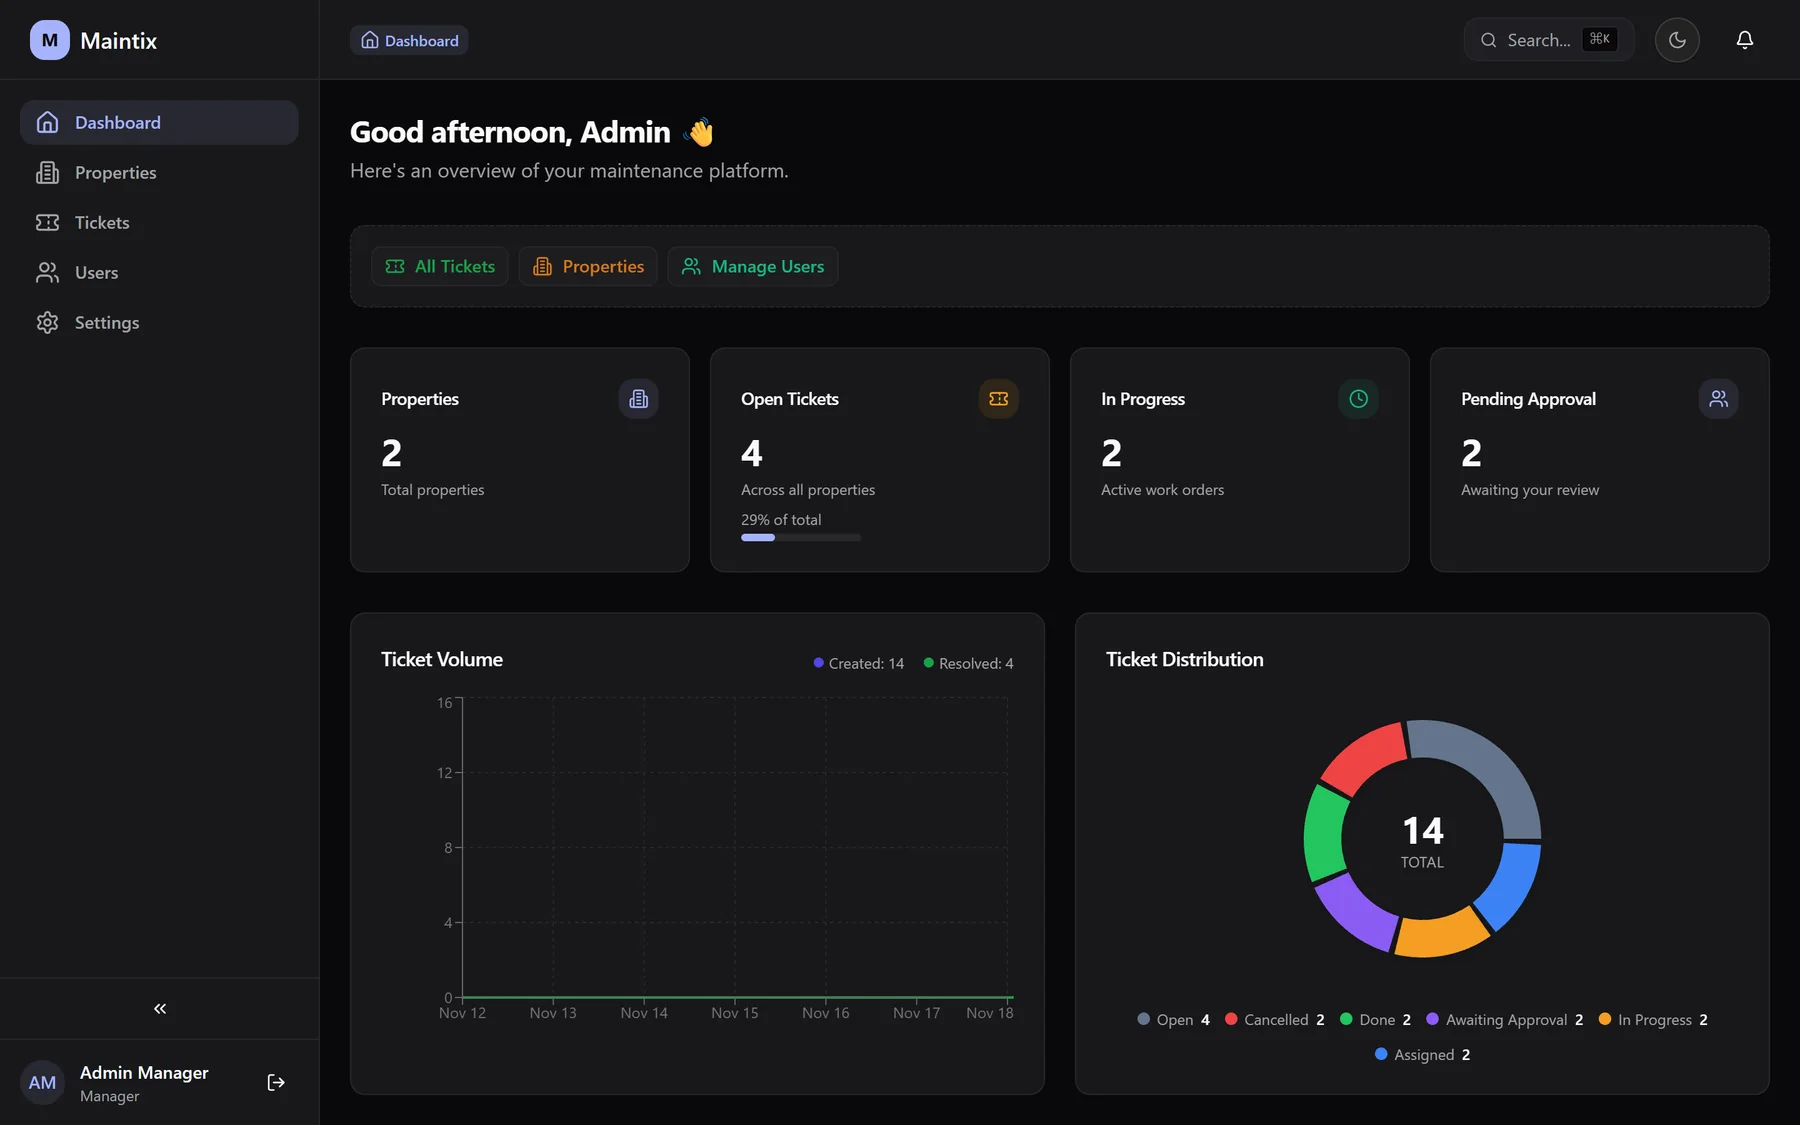 M Maintix
Dashboard
Search... ⌘K
Dashboard
Properties
Tickets
Users
Settings
Good afternoon, Admin 👋
Here's an overview of your maintenance platform.
All Tickets Properties Manage Users
Properties
2
Total properties
Open Tickets
4
Across all properties
29% of total
In Progress
2
Active work orders
Pending Approval
2
Awaiting your review
Ticket Volume
Created: 14 Resolved: 4
16
12
8
4
0
Nov 12 Nov 13 Nov 14 Nov 15 Nov 16 Nov 17 Nov 18
Ticket Distribution
14
TOTAL
Open 4 Cancelled 2 Done 2 Awaiting Approval 2 In Progress 2
Assigned 2
AM
Admin Manager
Manager